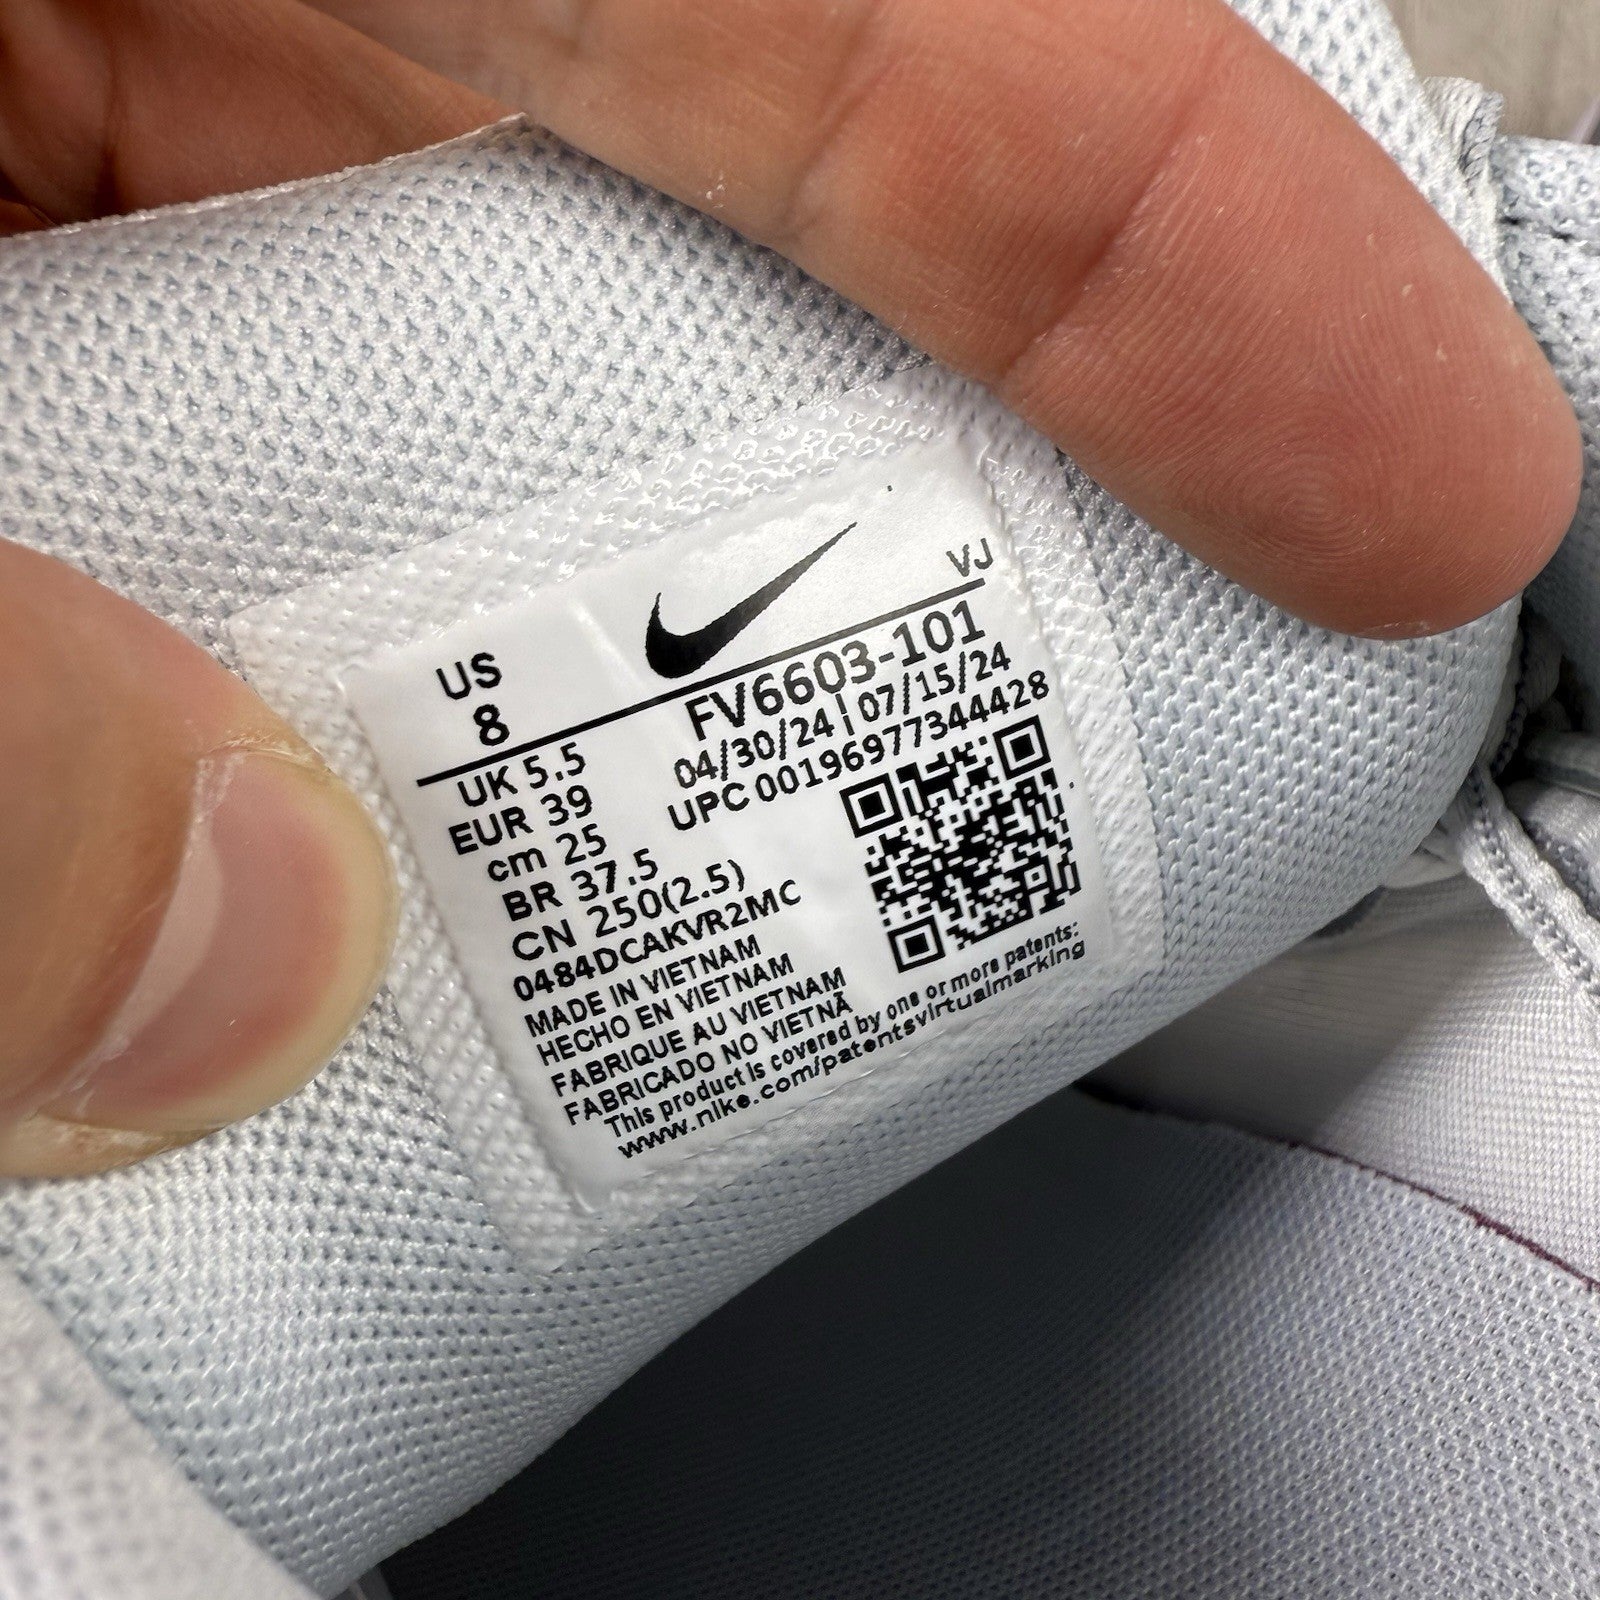 US
8
VJ
FV6603-101
04/30/24 | 07/15/24
UPC 00196977344428
UK 5.5
EUR 39
cm 25
BR 37.5
CN 250(2.5)
0484DCAKVR2MC
MADE IN VIETNAM
HECHO EN VIETNAM
FABRIQUE AU VIETNAM
FABRICADO NO VIETNÃ
This product is covered by one or more patents:
www.nike.com/patentsvirtualmarking